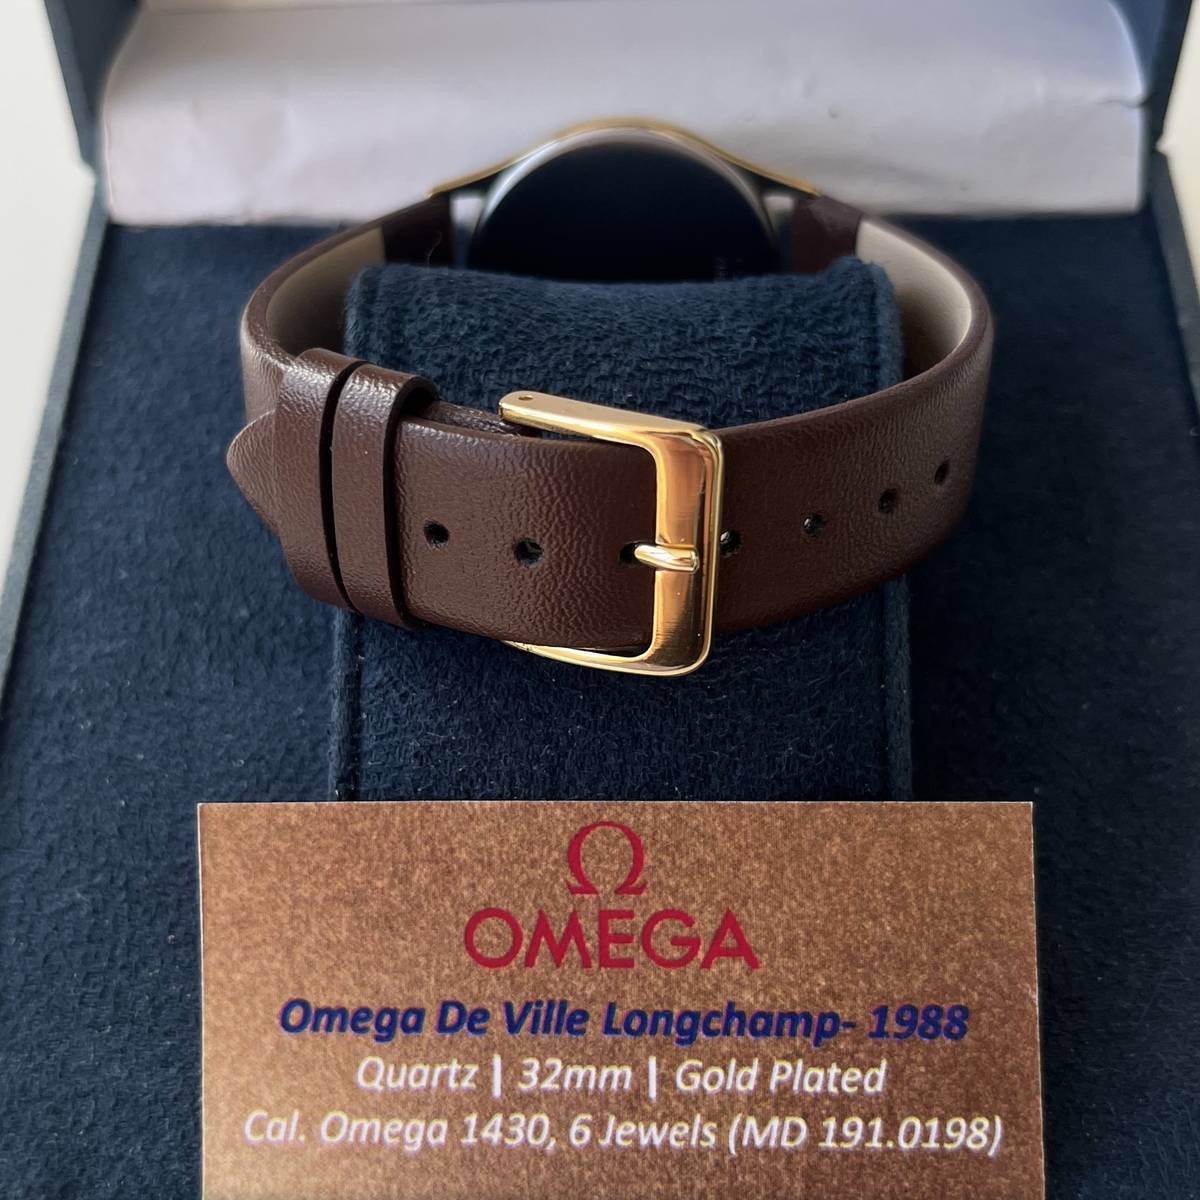 Ω
OMEGA
Omega De Ville Longchamp- 1988
Quartz | 32mm | Gold Plated
Cal. Omega 1430, 6 Jewels (MD 191.0198)